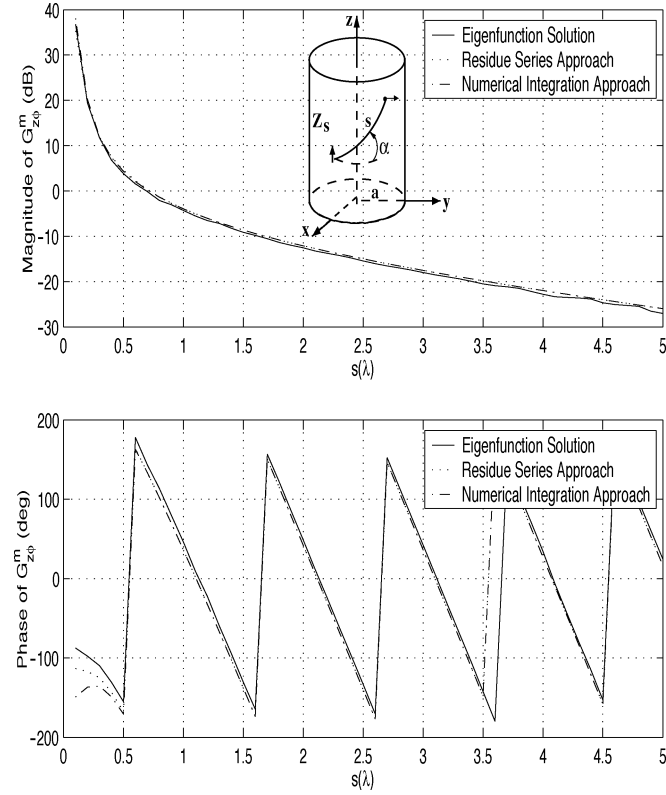 40
30
20
10
0
-10
-20
-30
Magnitude of G^m_zϕ (dB)
Eigenfunction Solution
Residue Series Approach
Numerical Integration Approach
z
Z_s
s
α
a
y
x
0 0.5 1 1.5 2 2.5 3 3.5 4 4.5 5
s(λ)
200
100
0
-100
-200
Phase of G^m_zϕ (deg)
Eigenfunction Solution
Residue Series Approach
Numerical Integration Approach
0 0.5 1 1.5 2 2.5 3 3.5 4 4.5 5
s(λ)